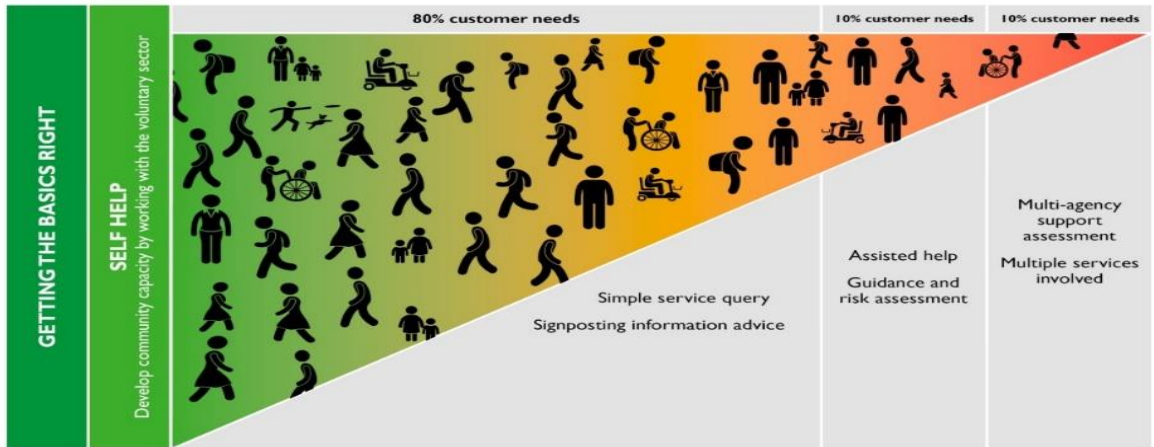 GETTING THE BASICS RIGHT
SELF HELP
Develop community capacity by working with the voluntary sector
80% customer needs
10% customer needs
10% customer needs
Simple service query
Signposting information advice
Assisted help
Guidance and
risk assessment
Multi-agency
support
assessment
Multiple services
involved